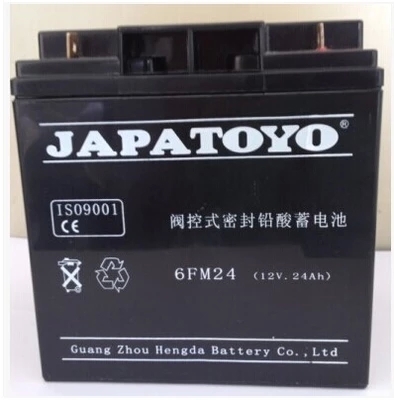 JAPATOYO®
ISO9001
CE
阀控式密封铅酸蓄电池
6FM24 (12V.24Ah)
Guang Zhou Hengda Battery Co.,Ltd